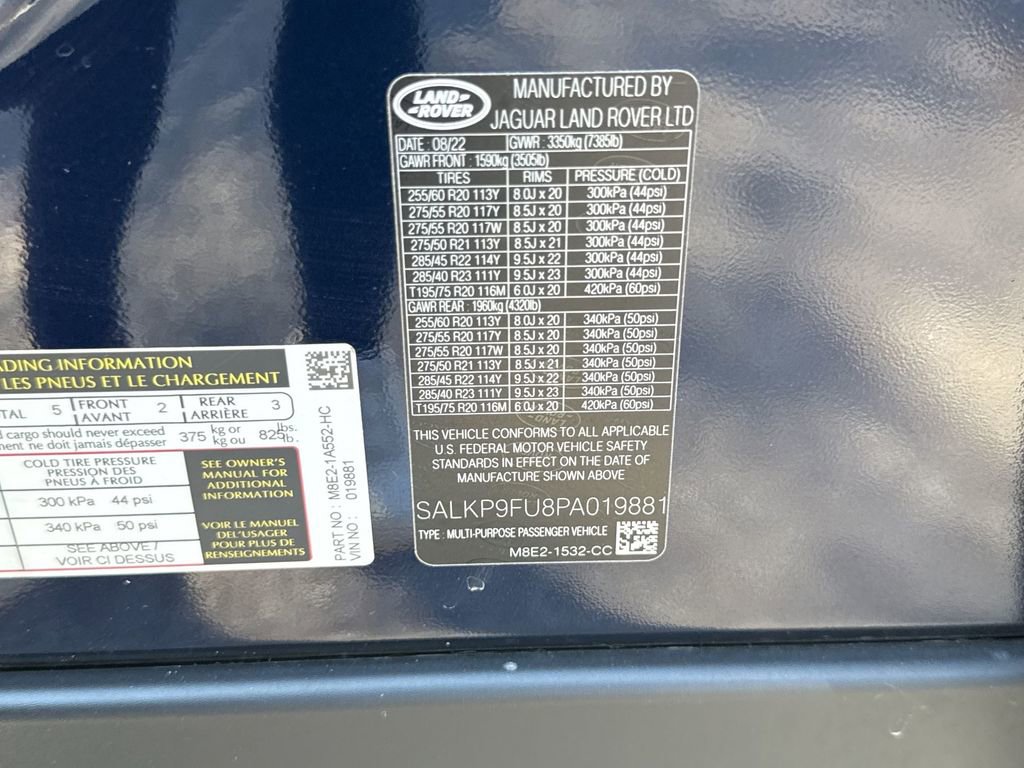 LAND-
-ROVER
MANUFACTURED BY
JAGUAR LAND ROVER LTD
DATE : 08/22 GVWR : 3350kg (7385lb)
GAWR FRONT : 1590kg (3505lb)
TIRES RIMS PRESSURE (COLD)
255/60 R20 113Y 8.0J x 20 300kPa (44psi)
275/55 R20 117Y 8.5J x 20 300kPa (44psi)
275/55 R20 117W 8.5J x 20 300kPa (44psi)
275/50 R21 113Y 8.5J x 21 300kPa (44psi)
285/45 R22 114Y 9.5J x 22 300kPa (44psi)
285/40 R23 111Y 9.5J x 23 300kPa (44psi)
T195/75 R20 116M 6.0J x 20 420kPa (60psi)
GAWR REAR : 1960kg (4320lb)
255/60 R20 113Y 8.0J x 20 340kPa (50psi)
275/55 R20 117Y 8.5J x 20 340kPa (50psi)
275/55 R20 117W 8.5J x 20 340kPa (50psi)
275/50 R21 113Y 8.5J x 21 340kPa (50psi)
285/45 R22 114Y 9.5J x 22 340kPa (50psi)
285/40 R23 111Y 9.5J x 23 340kPa (50psi)
T195/75 R20 116M 6.0J x 20 420kPa (60psi)
THIS VEHICLE CONFORMS TO ALL APPLICABLE
U.S. FEDERAL MOTOR VEHICLE SAFETY
STANDARDS IN EFFECT ON THE DATE OF
MANUFACTURE SHOWN ABOVE
SALKP9FU8PA019881
TYPE : MULTI-PURPOSE PASSENGER VEHICLE
M8E2-1532-CC
ADING INFORMATION
LES PNEUS ET LE CHARGEMENT
TAL 5 FRONT AVANT 2 REAR ARRIÈRE 3
d cargo should never exceed 375 kg or 825 lbs.
ment ne doit jamais dépasser kg ou lb.
COLD TIRE PRESSURE
PRESSION DES
PNEUS À FROID
300 kPa 44 psi
340 kPa 50 psi
SEE ABOVE /
VOIR CI DESSUS
SEE OWNER'S
MANUAL FOR
ADDITIONAL
INFORMATION
VOIR LE MANUEL
DEL'USAGER
POUR PLUS DE
RENSEIGNEMENTS
PART NO : M8E2-1A552-HC
VIN NO : 019881